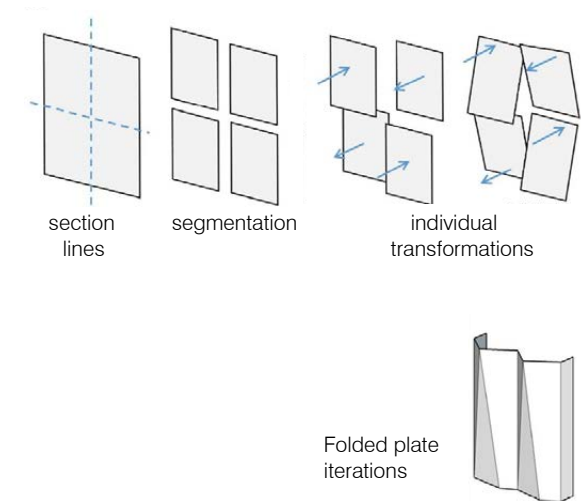 section
lines
segmentation
individual
transformations
Folded plate
iterations